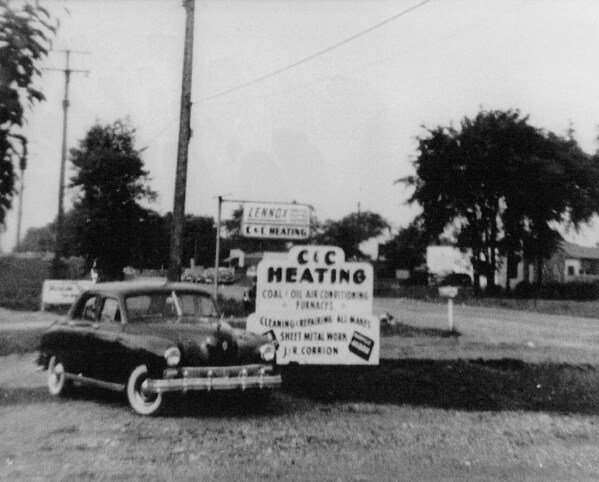 LENNOX
C & C HEATING
C & C
HEATING
COAL & OIL AIR CONDITIONING
FURNACES
CLEANING & REPAIRING ALL MAKES
SHEET METAL WORK
J. R. CORRION